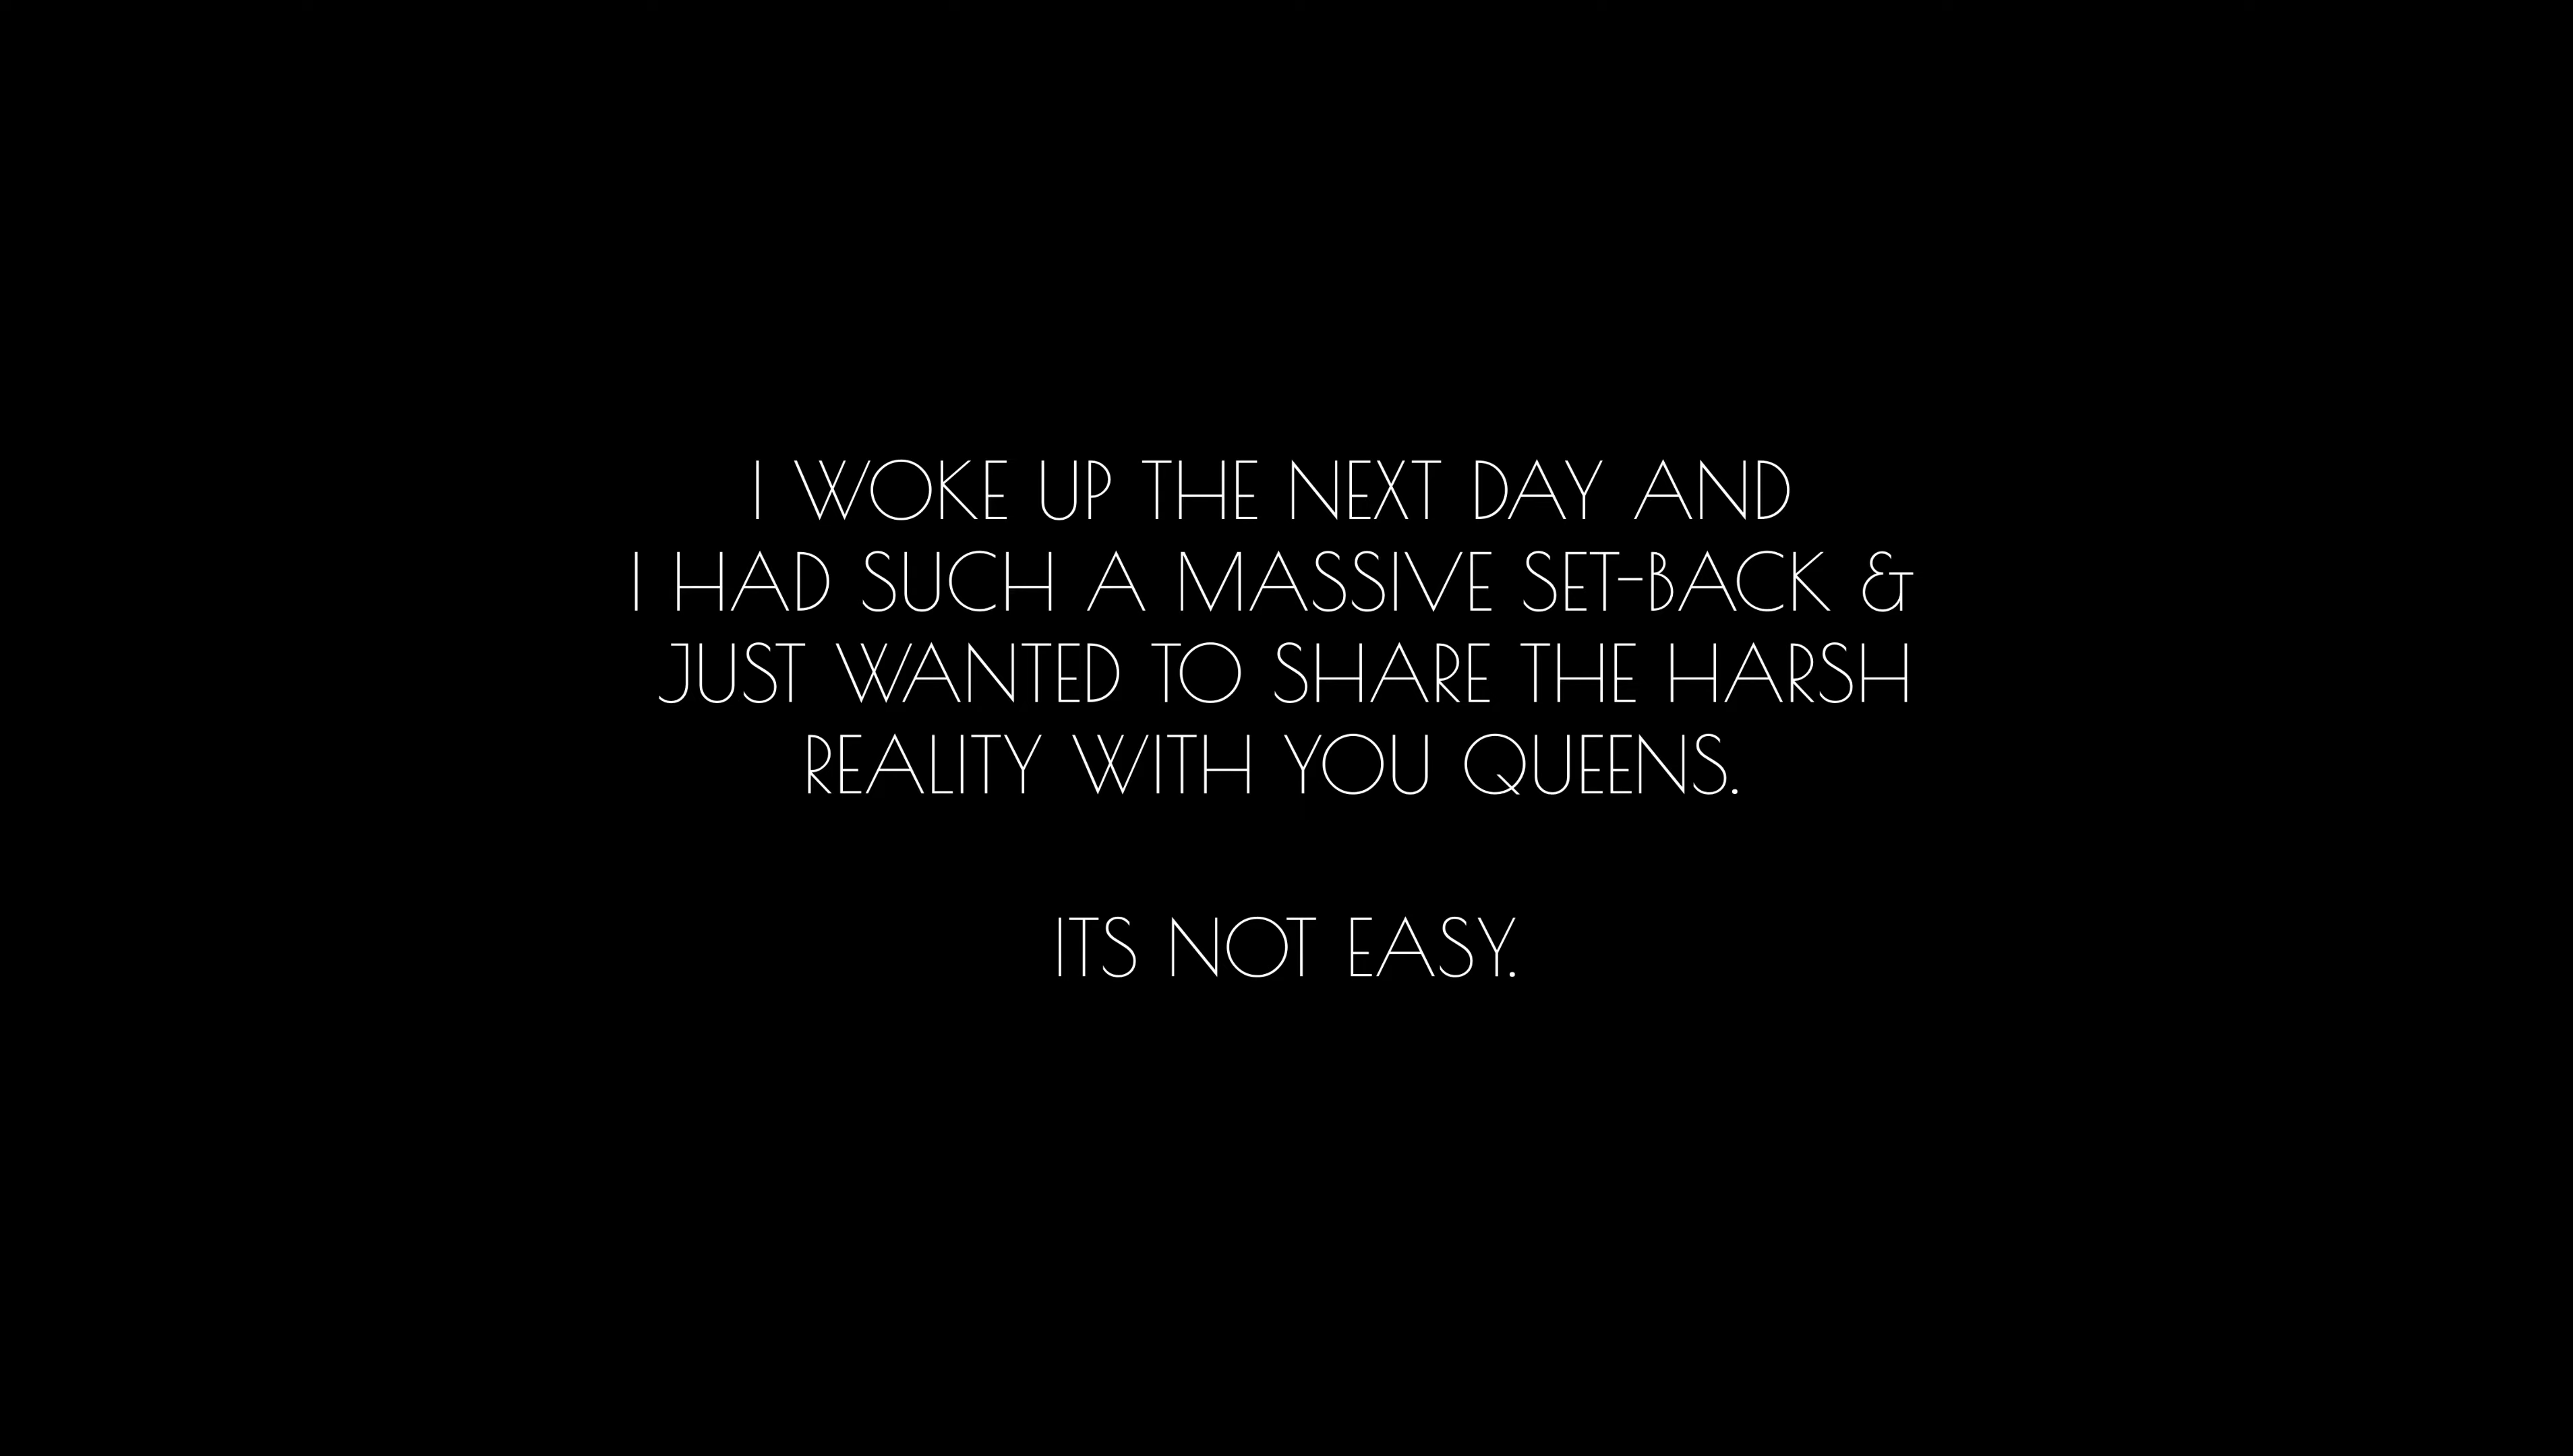 I WOKE UP THE NEXT DAY AND
I HAD SUCH A MASSIVE SET-BACK &
JUST WANTED TO SHARE THE HARSH
REALITY WITH YOU QUEENS.
ITS NOT EASY.